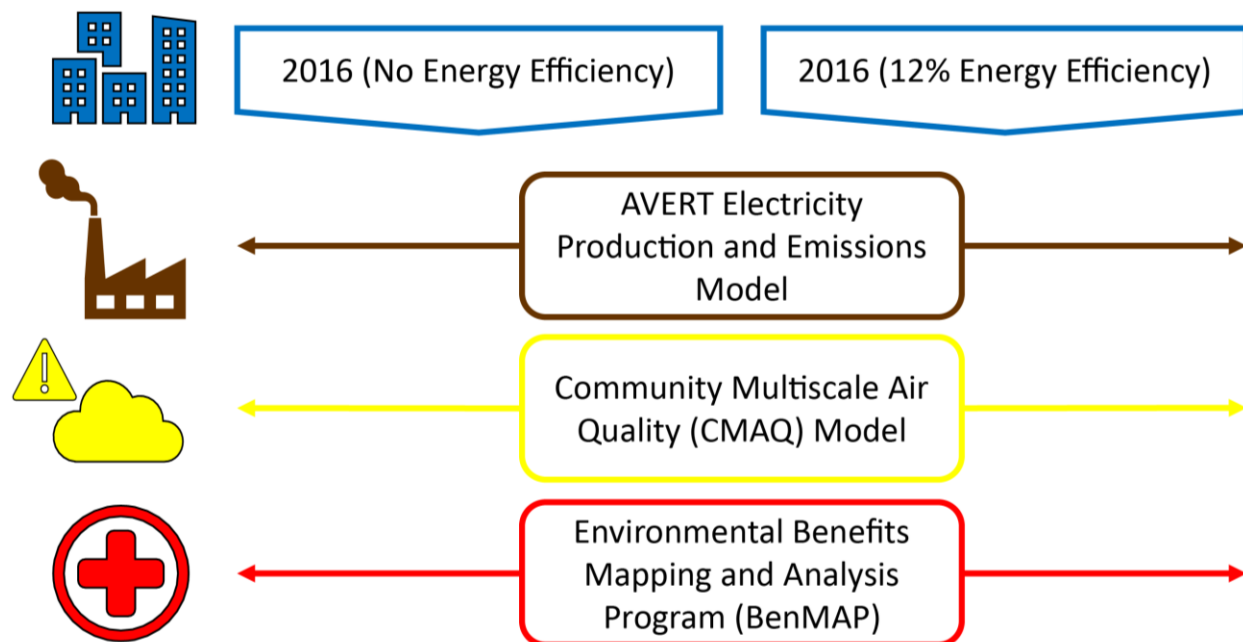 2016 (No Energy Efficiency)
2016 (12% Energy Efficiency)
AVERT Electricity
Production and Emissions
Model
Community Multiscale Air
Quality (CMAQ) Model
Environmental Benefits
Mapping and Analysis
Program (BenMAP)